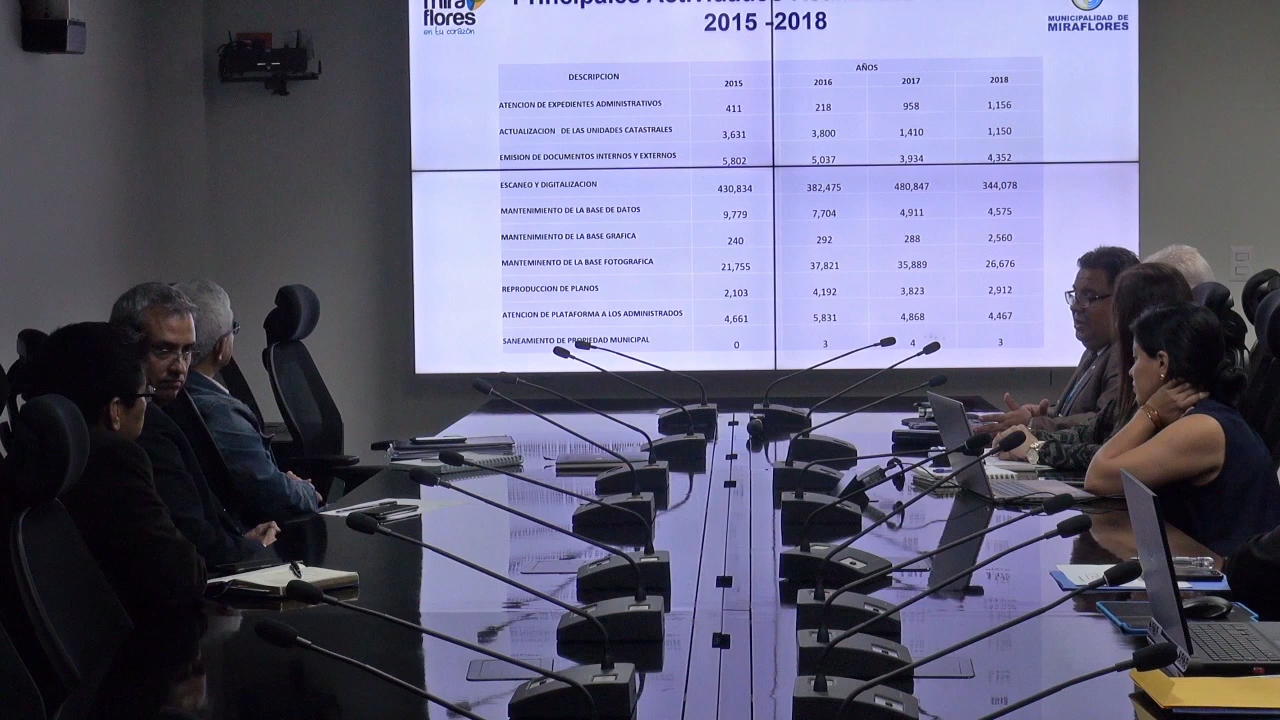 mira
flores
en tu corazón
Principales
2015 -2018
MUNICIPALIDAD DE
MIRAFLORES
DESCRIPCION AÑOS
2015 2016 2017 2018
ATENCION DE EXPEDIENTES ADMINISTRATIVOS 411 218 958 1,156
ACTUALIZACION DE LAS UNIDADES CATASTRALES 3,631 3,800 1,410 1,150
EMISION DE DOCUMENTOS INTERNOS Y EXTERNOS 5,802 5,037 3,934 4,352
ESCANEO Y DIGITALIZACION 430,834 382,475 480,847 344,078
MANTENIMIENTO DE LA BASE DE DATOS 9,779 7,704 4,911 4,575
MANTENIMIENTO DE LA BASE GRAFICA 240 292 288 2,560
MANTEMINENTO DE LA BASE FOTOGRAFICA 21,755 37,821 35,889 26,676
REPRODUCCION DE PLANOS 2,103 4,192 3,823 2,912
ATENCION DE PLATAFORMA A LOS ADMINISTRADOS 4,661 5,831 4,868 4,467
SANEAMIENTO DE PROPIEDAD MUNICIPAL 0 3 4 3